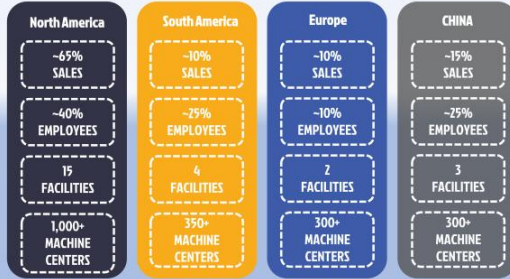 North America
~65%
SALES
~40%
EMPLOYEES
15
FACILITIES
1,000+
MACHINE
CENTERS
South America
~10%
SALES
~25%
EMPLOYEES
4
FACILITIES
350+
MACHINE
CENTERS
Europe
~10%
SALES
~10%
EMPLOYEES
2
FACILITIES
300+
MACHINE
CENTERS
CHINA
~15%
SALES
~25%
EMPLOYEES
3
FACILITIES
300+
MACHINE
CENTERS